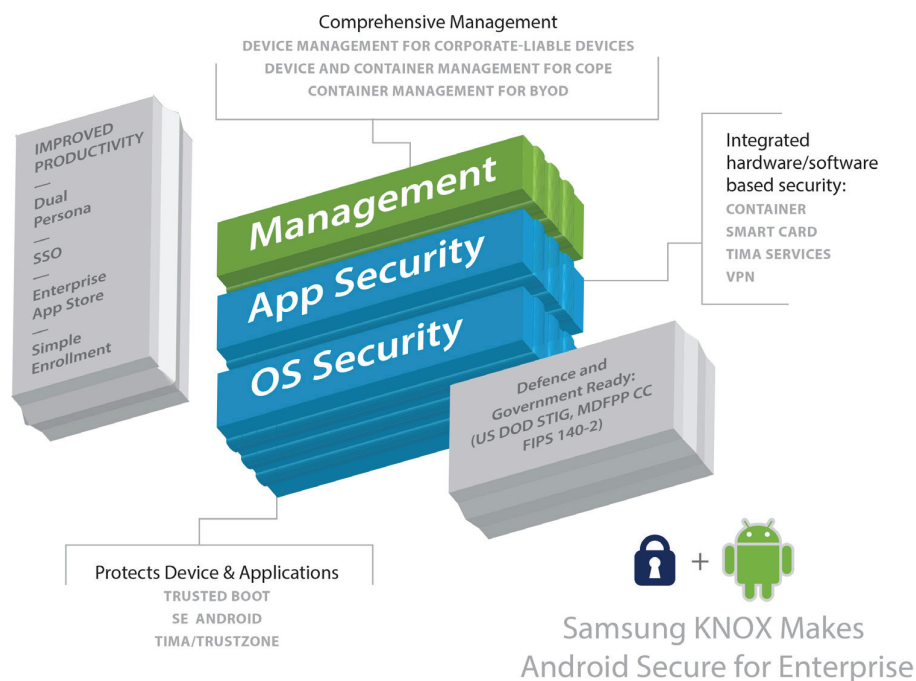 Comprehensive Management
DEVICE MANAGEMENT FOR CORPORATE-LIABLE DEVICES
DEVICE AND CONTAINER MANAGEMENT FOR COPE
CONTAINER MANAGEMENT FOR BYOD
IMPROVED
PRODUCTIVITY
—
Dual
Persona
—
SSO
—
Enterprise
App Store
—
Simple
Enrollment
Management
App Security
OS Security
Integrated
hardware/software
based security:
CONTAINER
SMART CARD
TIMA SERVICES
VPN
Defence and
Government Ready:
(US DOD STIG, MDFPP CC
FIPS 140-2)
Protects Device & Applications
TRUSTED BOOT
SE ANDROID
TIMA/TRUSTZONE
+
Samsung KNOX Makes
Android Secure for Enterprise